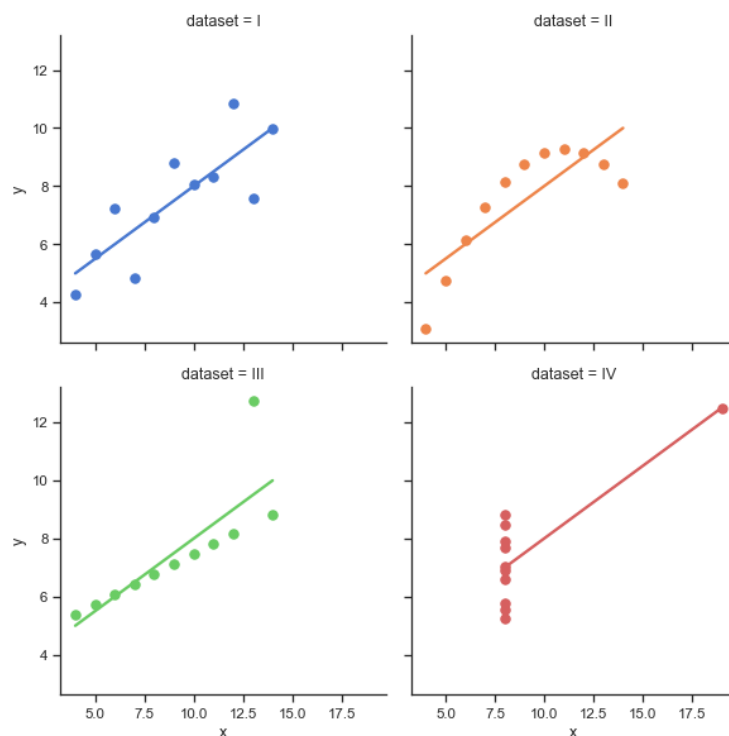 dataset = I
dataset = II
12
10
8
6
4
y
dataset = III
dataset = IV
12
10
8
6
4
y
5.0 7.5 10.0 12.5 15.0 17.5
5.0 7.5 10.0 12.5 15.0 17.5
x
x